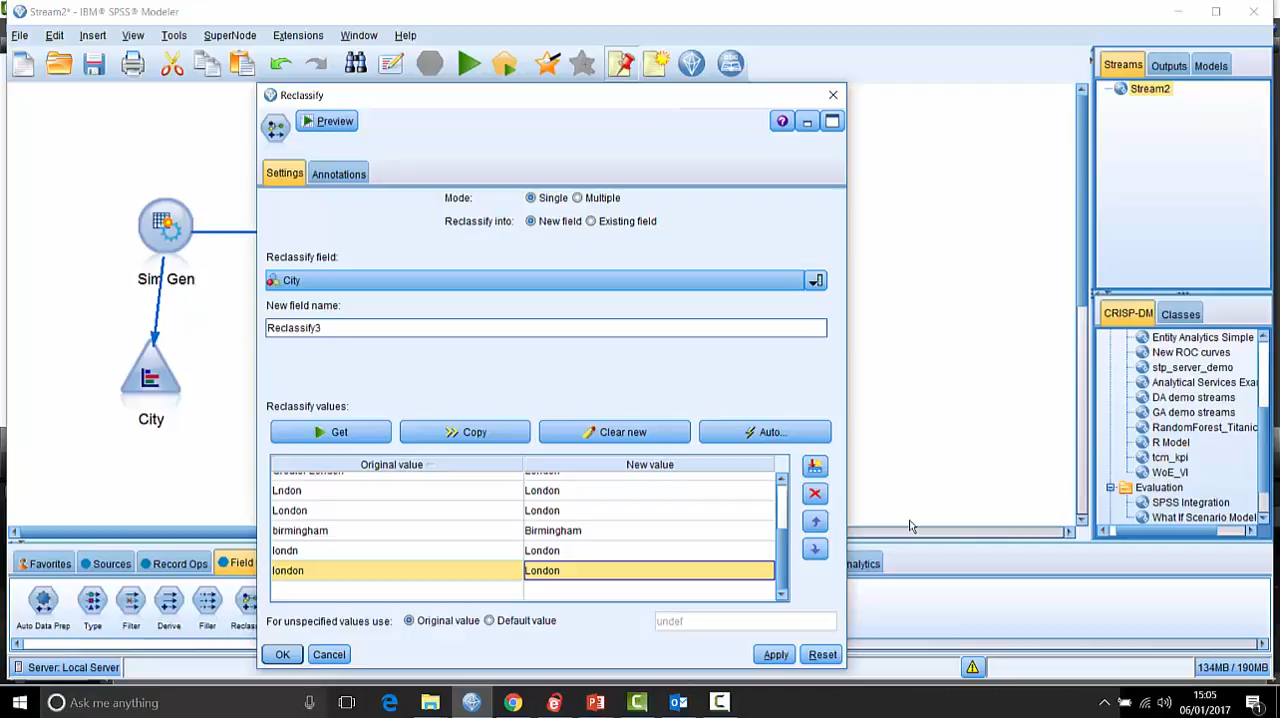 Stream2* - IBM® SPSS® Modeler
File Edit Insert View Tools SuperNode Extensions Window Help
Reclassify
Preview
Settings Annotations
Mode: Single Multiple
Reclassify into: New field Existing field
Reclassify field:
City
New field name:
Reclassify3
Reclassify values:
Get Copy Clear new Auto...
Original value New value
Lndon London
London London
birmingham Birmingham
londn London
london London
For unspecified values use: Original value Default value undef
OK Cancel Apply Reset
Sim Gen
City
Streams Outputs Models
Stream2
CRISP-DM Classes
Entity Analytics Simple
New ROC curves
stp_server_demo
Analytical Services Exa
DA demo streams
GA demo streams
RandomForest_Titanic
R Model
tcm_kpi
WoE_VI
Evaluation
SPSS Integration
What If Scenario Model
Favorites Sources Record Ops Field
Auto Data Prep Type Filter Derive Filler Reclas
Server: Local Server 134MB / 190MB
Ask me anything
15:05
06/01/2017